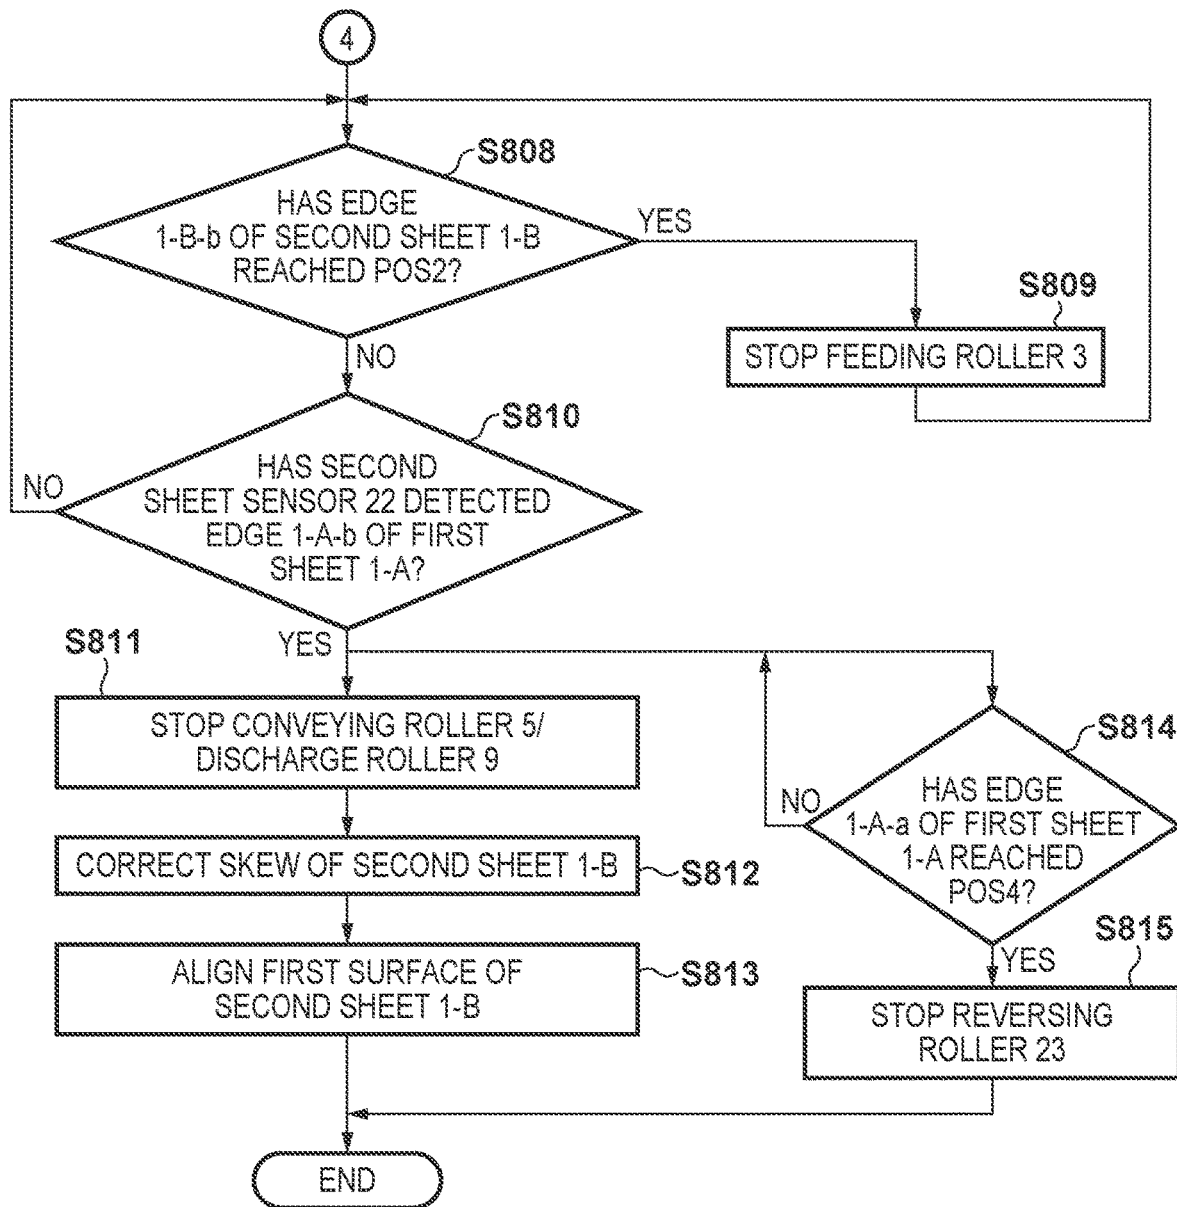 4
S808
HAS EDGE
1-B-b OF SECOND SHEET 1-B
REACHED POS2?
YES
NO
S809
STOP FEEDING ROLLER 3
S810
HAS SECOND
SHEET SENSOR 22 DETECTED
EDGE 1-A-b OF FIRST
SHEET 1-A?
NO
YES
S811
STOP CONVEYING ROLLER 5/
DISCHARGE ROLLER 9
CORRECT SKEW OF SECOND SHEET 1-B
S812
ALIGN FIRST SURFACE OF
SECOND SHEET 1-B
S813
S814
HAS EDGE
1-A-a OF FIRST SHEET
1-A REACHED
POS4?
NO
YES
S815
STOP REVERSING
ROLLER 23
END